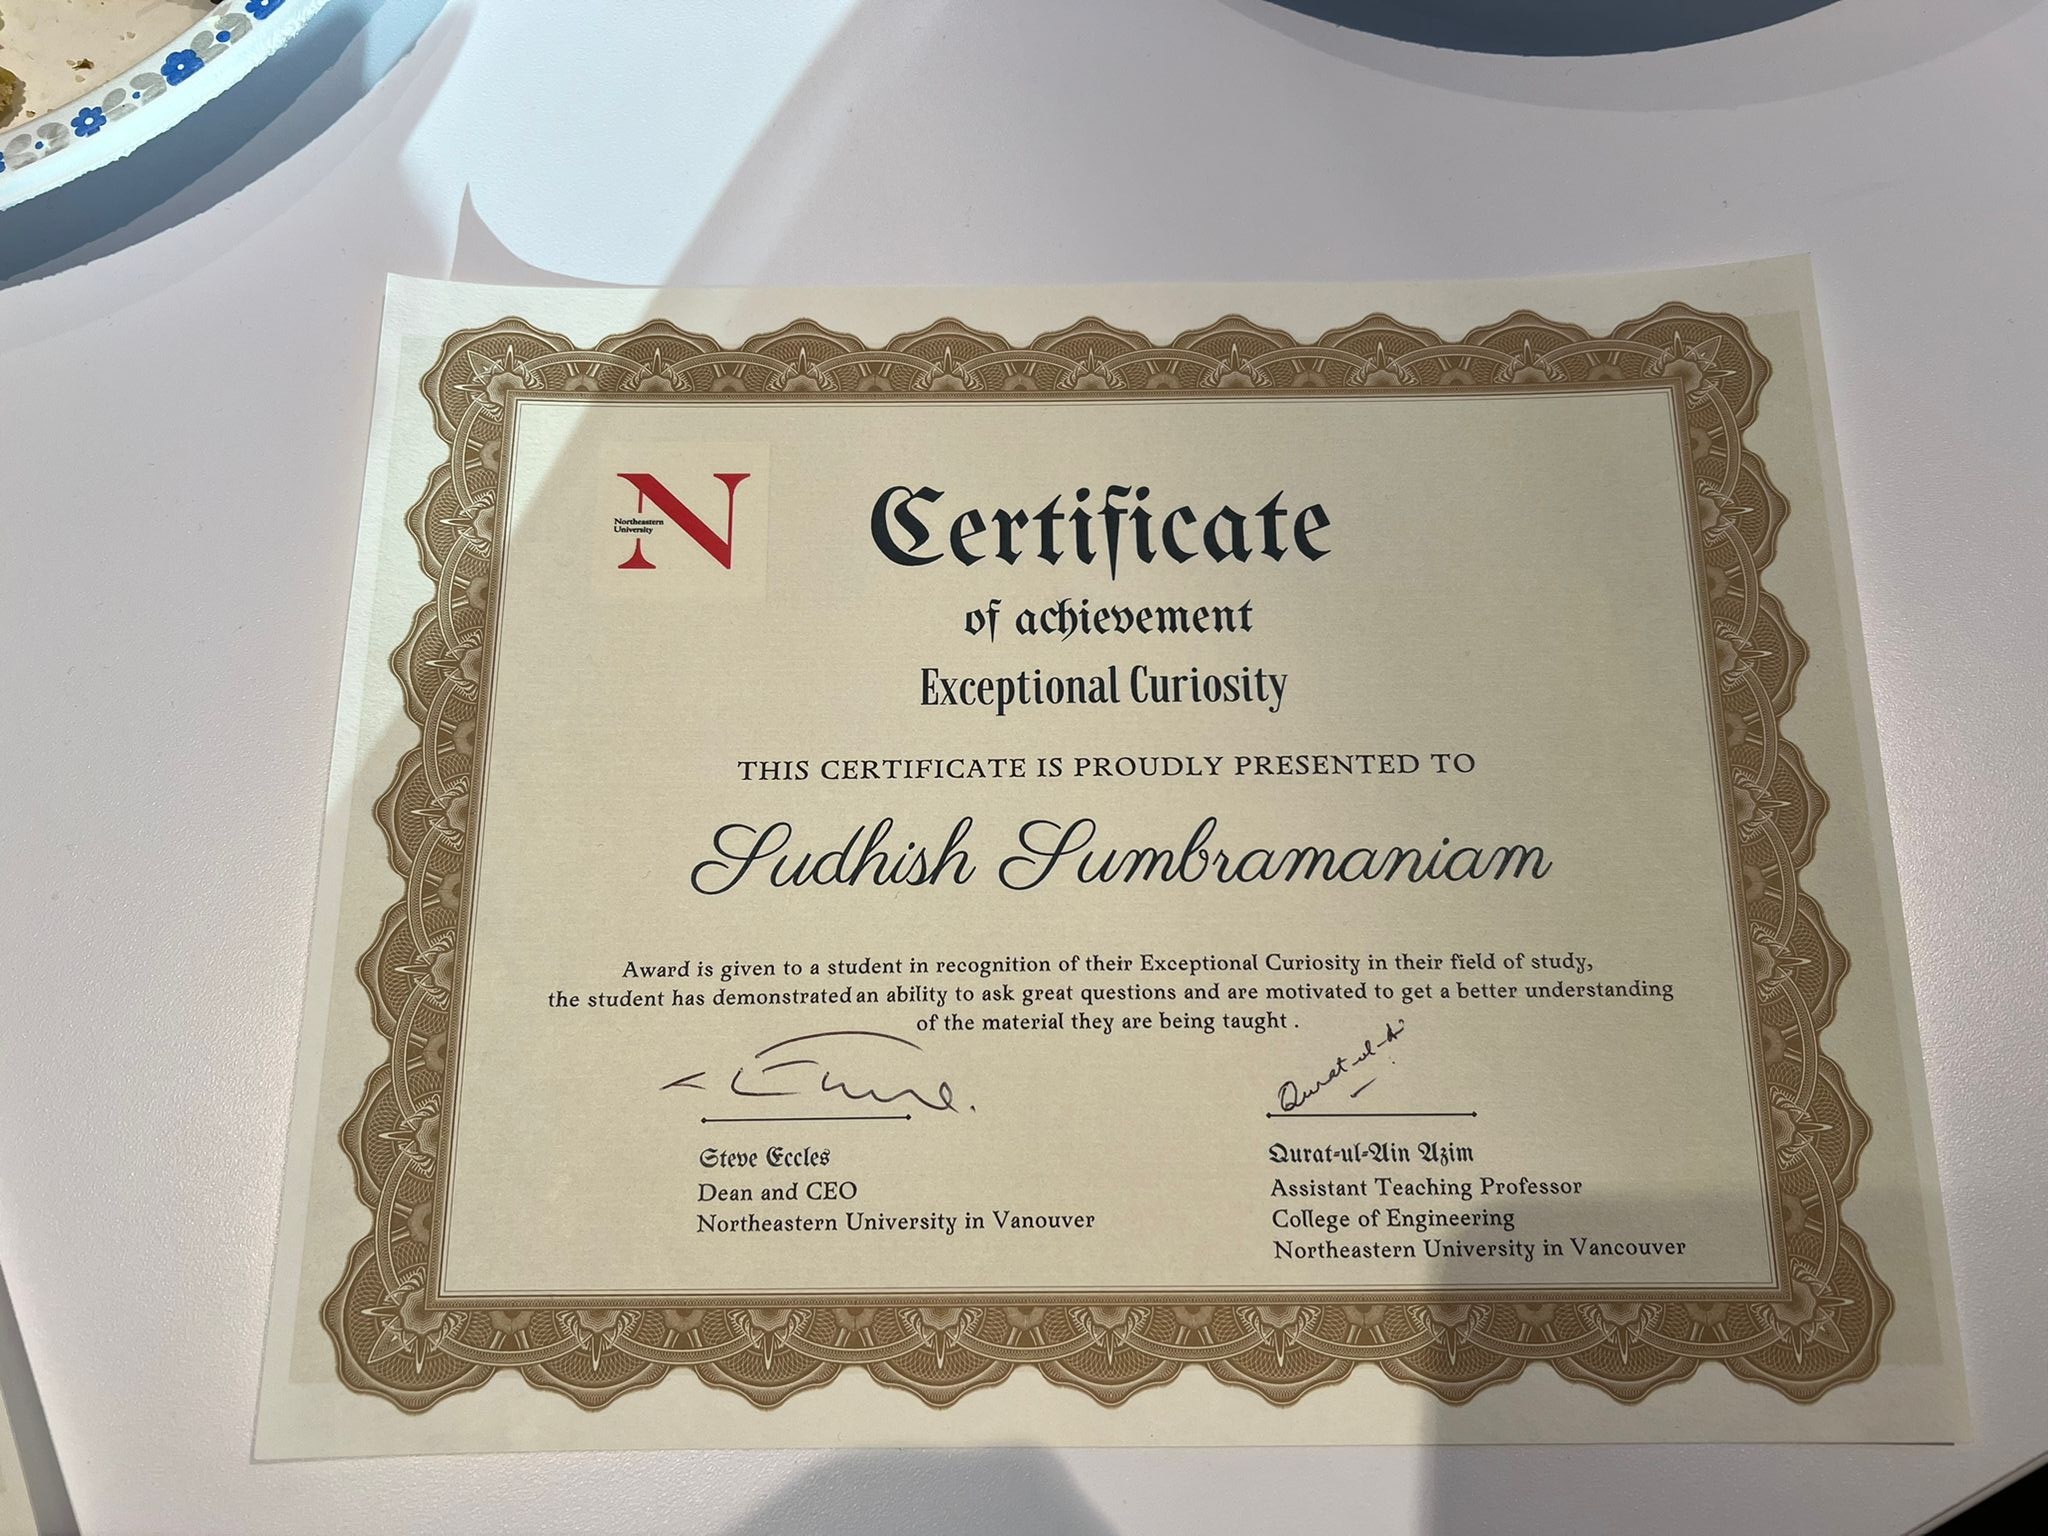 Northeastern
University
Certificate
of achievement
Exceptional Curiosity
THIS CERTIFICATE IS PROUDLY PRESENTED TO
Sudhish Sumbramaniam
Award is given to a student in recognition of their Exceptional Curiosity in their field of study,
the student has demonstrated an ability to ask great questions and are motivated to get a better understanding
of the material they are being taught .
Qurat-ul-A
Steve Eccles
Dean and CEO
Northeastern University in Vanouver
Qurat-ul-Ain Azim
Assistant Teaching Professor
College of Engineering
Northeastern University in Vancouver